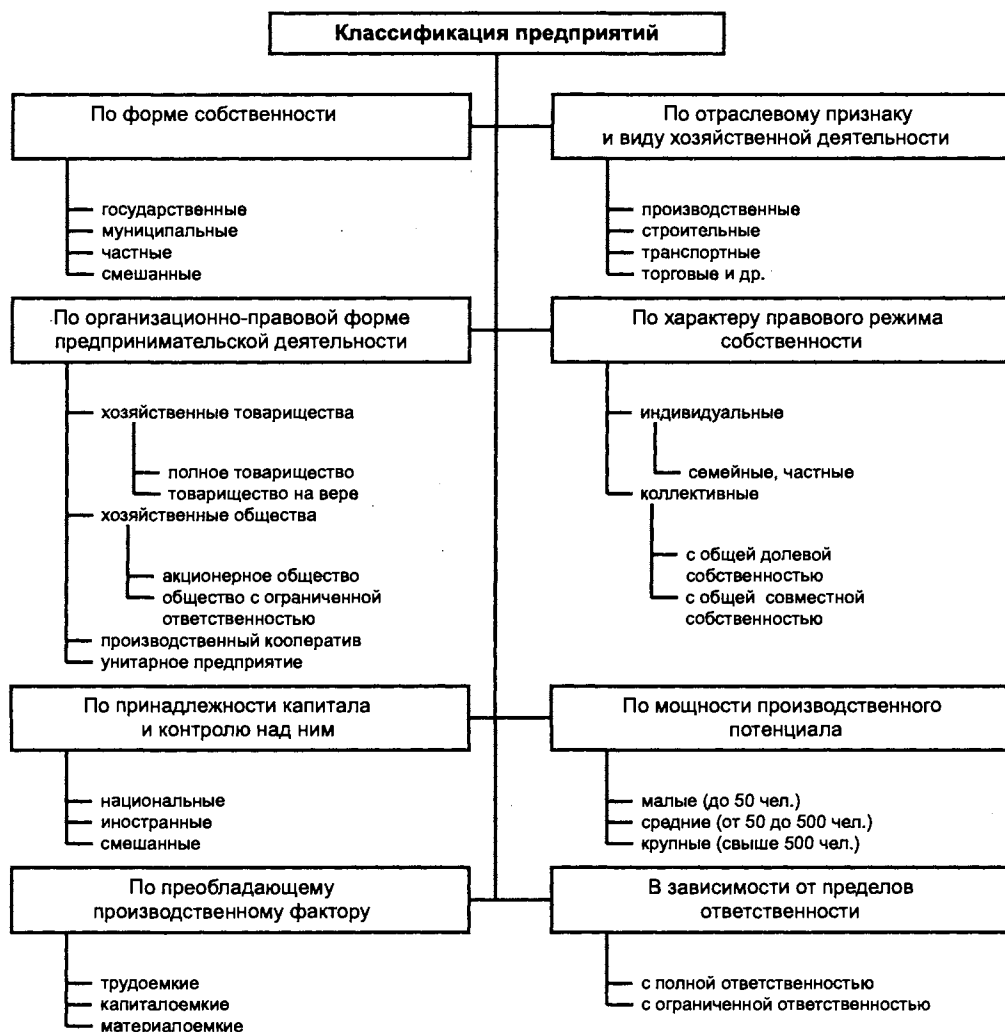 Классификация предприятий
По форме собственности
государственные
муниципальные
частные
смешанные
По отраслевому признаку
и виду хозяйственной деятельности
производственные
строительные
транспортные
торговые и др.
По организационно-правовой форме
предпринимательской деятельности
хозяйственные товарищества
полное товарищество
товарищество на вере
хозяйственные общества
акционерное общество
общество с ограниченной
ответственностью
производственный кооператив
унитарное предприятие
По характеру правового режима
собственности
индивидуальные
семейные, частные
коллективные
с общей долевой
собственностью
с общей совместной
собственностью
По принадлежности капитала
и контролю над ним
национальные
иностранные
смешанные
По мощности производственного
потенциала
малые (до 50 чел.)
средние (от 50 до 500 чел.)
крупные (свыше 500 чел.)
По преобладающему
производственному фактору
трудоемкие
капиталоемкие
материалоемкие
В зависимости от пределов
ответственности
с полной ответственностью
с ограниченной ответственностью